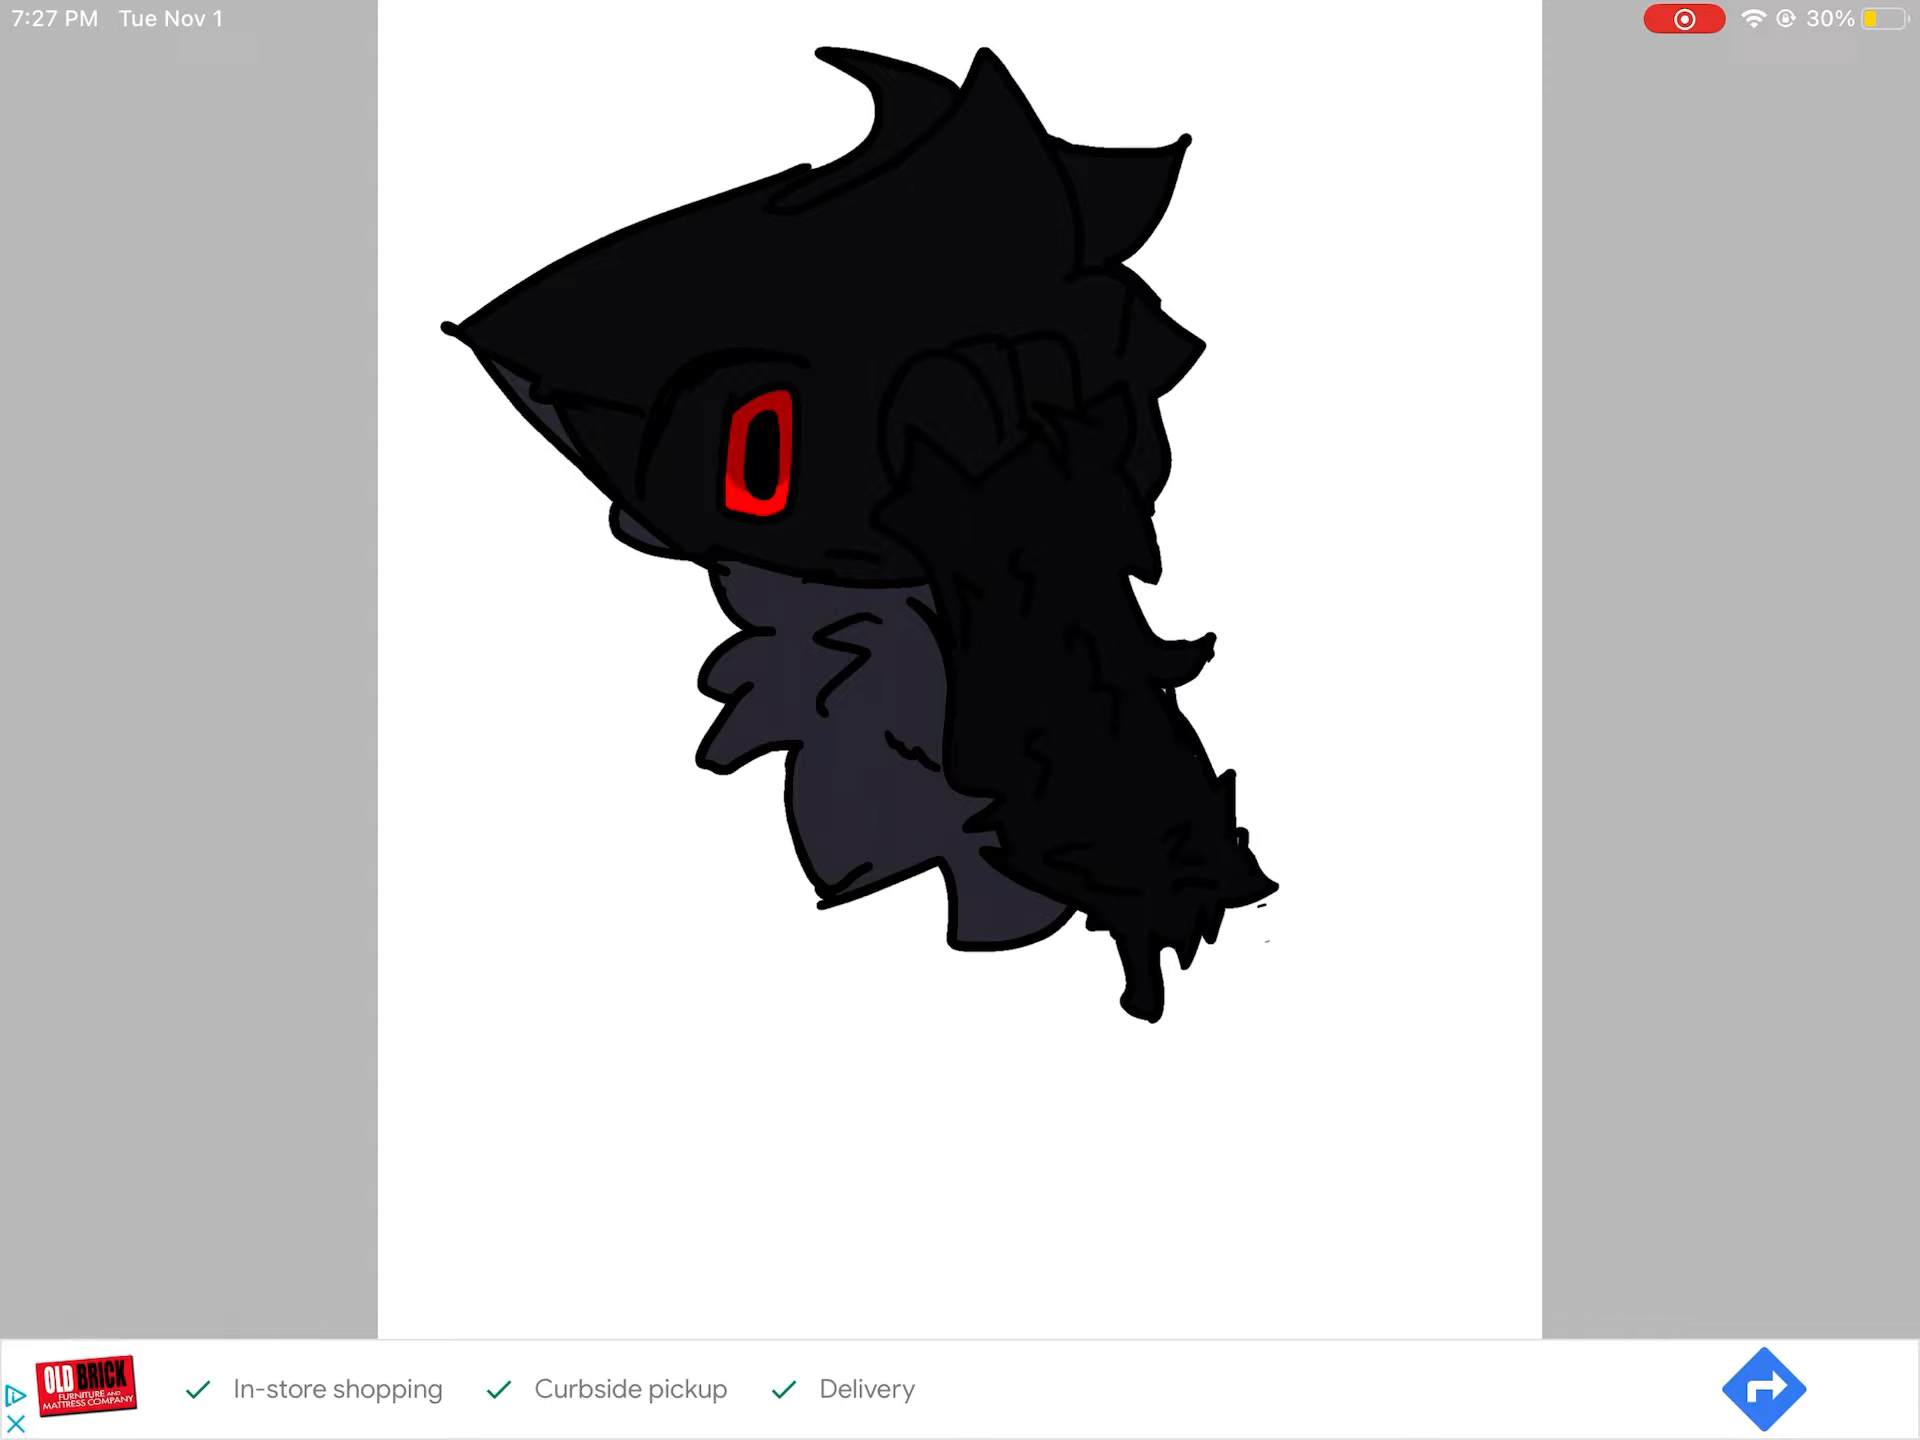 7:27 PM Tue Nov 1
30%
OLD BRICK
FURNITURE AND
MATTRESS COMPANY
In-store shopping
Curbside pickup
Delivery